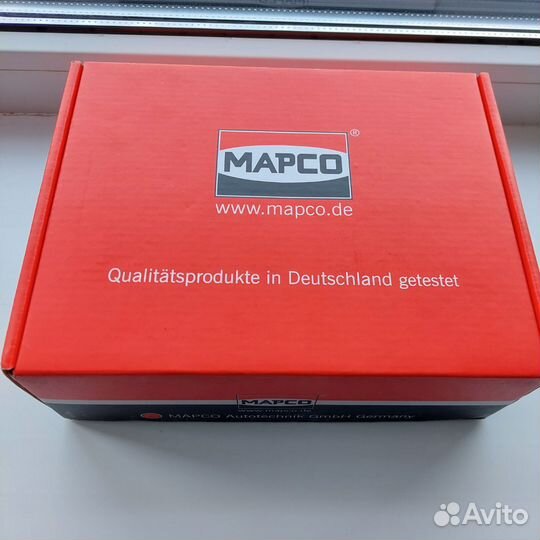 MAPCO®
www.mapco.de
Qualitätsprodukte in Deutschland getestet
MAPCO
www.mapco.de
MAPCO Autotechnik GmbH Germany
Avito